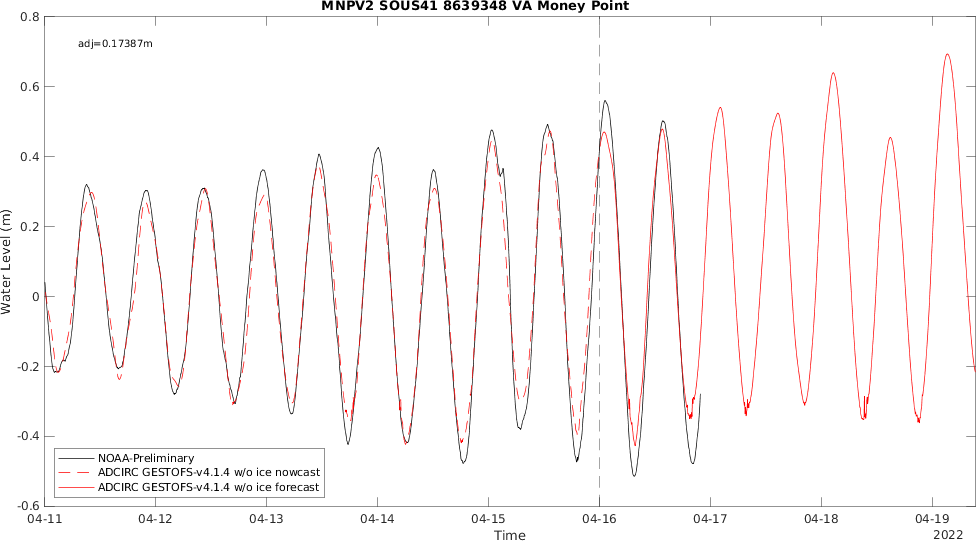 MNPV2 SOUS41 8639348 VA Money Point
adj=0.17387m
0.8
0.6
0.4
0.2
0
-0.2
-0.4
-0.6
Water Level (m)
NOAA-Preliminary
ADCIRC GESTOFS-v4.1.4 w/o ice nowcast
ADCIRC GESTOFS-v4.1.4 w/o ice forecast
04-11 04-12 04-13 04-14 04-15 04-16 04-17 04-18 04-19
Time
2022